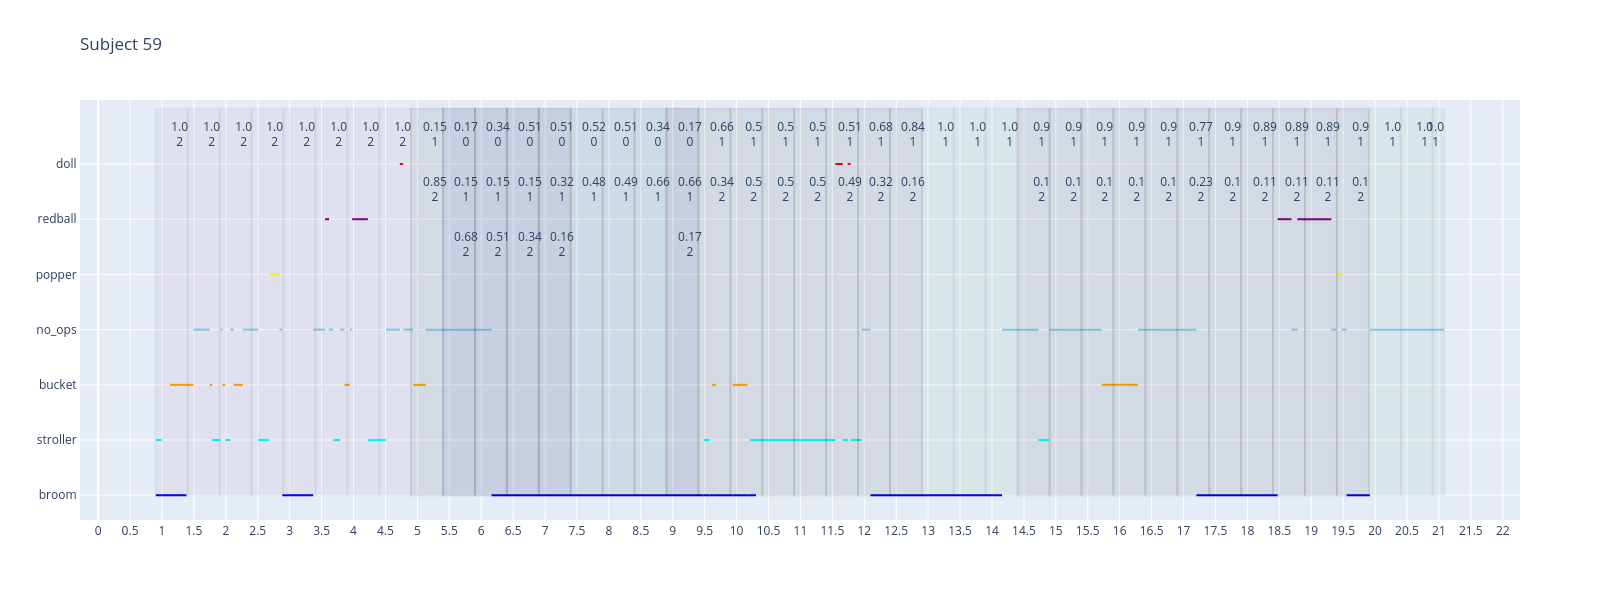 Subject 59
1.0 1.0 1.0 1.0 1.0 1.0 1.0 1.0 0.15 0.17 0.34 0.51 0.51 0.52 0.51 0.34 0.17 0.66 0.5 0.5 0.5 0.51 0.68 0.84 1.0 1.0 1.0 0.9 0.9 0.9 0.9 0.9 0.77 0.9 0.89 0.89 0.89 0.9 1.0 1.0 1.0
2 2 2 2 2 2 2 2 1 0 0 0 0 0 0 0 0 1 1 1 1 1 1 1 1 1 1 1 1 1 1 1 1 1 1 1 1 1 1 1 1
doll
0.85 0.15 0.15 0.15 0.32 0.48 0.49 0.66 0.66 0.34 0.5 0.5 0.5 0.49 0.32 0.16 0.1 0.1 0.1 0.1 0.1 0.23 0.1 0.11 0.11 0.11 0.1
2 1 1 1 1 1 1 1 1 2 2 2 2 2 2 2 2 2 2 2 2 2 2 2 2 2 2
redball
0.68 0.51 0.34 0.16 0.17
2 2 2 2 2
popper
no_ops
bucket
stroller
broom
0 0.5 1 1.5 2 2.5 3 3.5 4 4.5 5 5.5 6 6.5 7 7.5 8 8.5 9 9.5 10 10.5 11 11.5 12 12.5 13 13.5 14 14.5 15 15.5 16 16.5 17 17.5 18 18.5 19 19.5 20 20.5 21 21.5 22